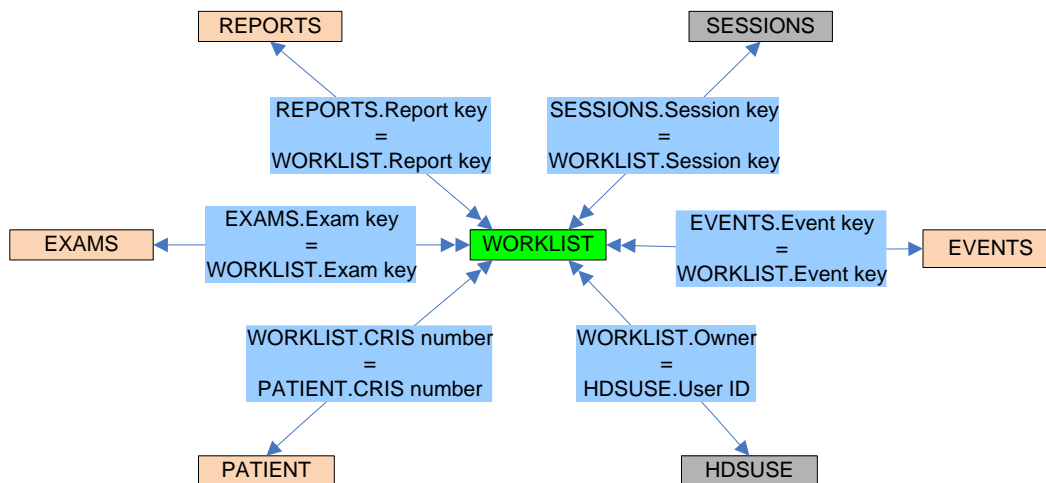 REPORTS
SESSIONS
REPORTS.Report key
=
WORKLIST.Report key
SESSIONS.Session key
=
WORKLIST.Session key
EXAMS
EXAMS.Exam key
=
WORKLIST.Exam key
WORKLIST
EVENTS.Event key
=
WORKLIST.Event key
EVENTS
WORKLIST.CRIS number
=
PATIENT.CRIS number
WORKLIST.Owner
=
HDSUSE.User ID
PATIENT
HDSUSE